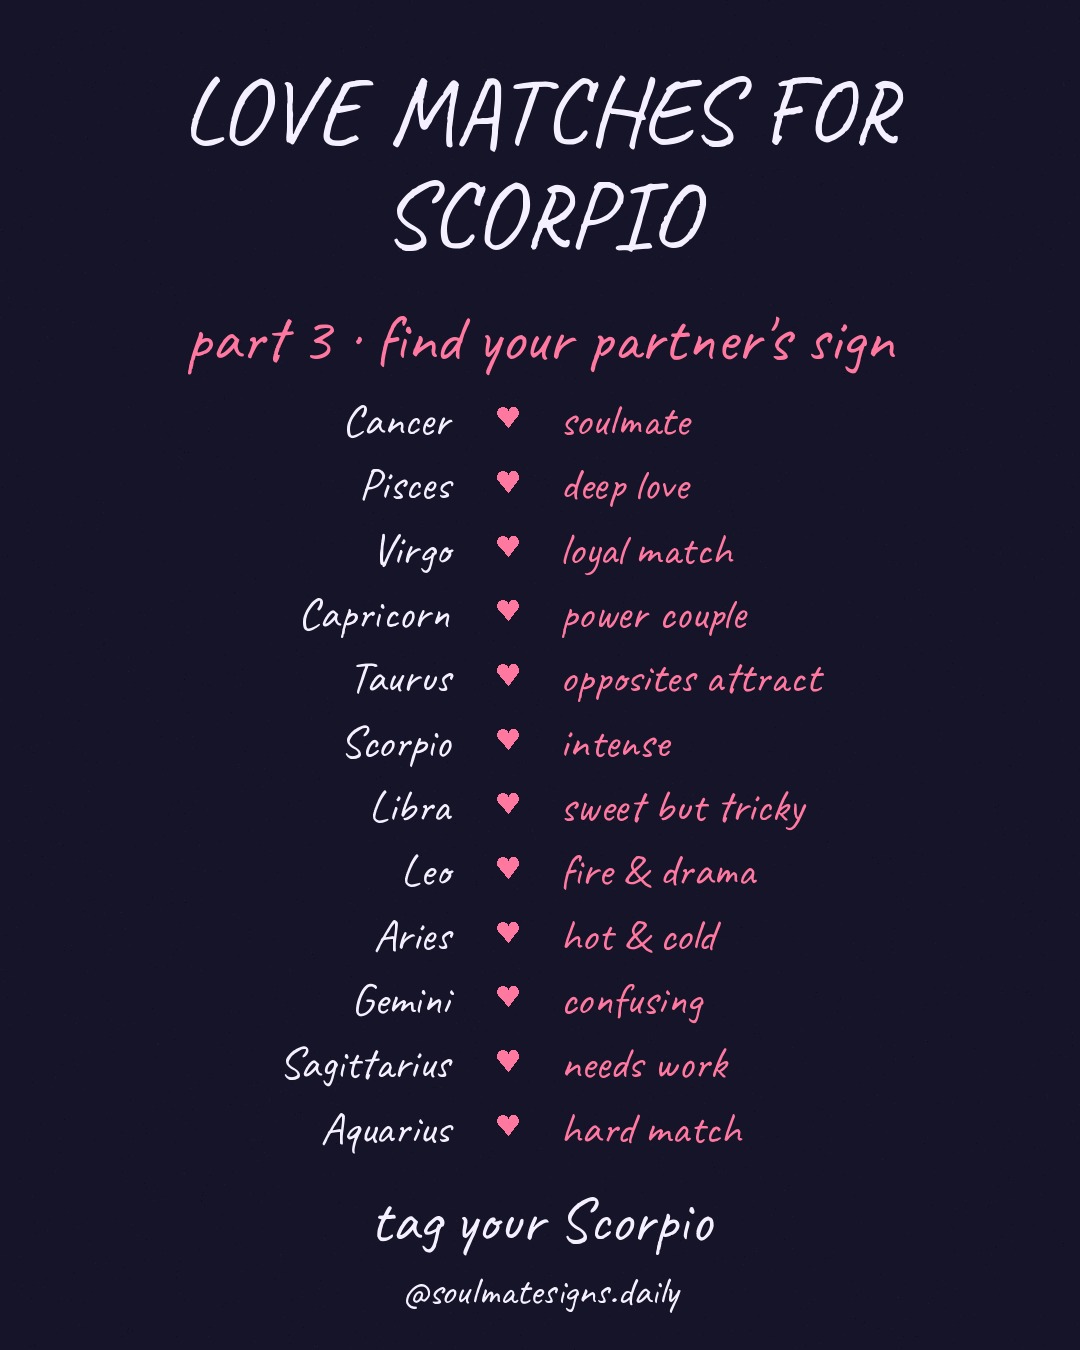 LOVE MATCHES FOR
SCORPIO
part 3 · find your partner's sign
Cancer ♥ soulmate
Pisces ♥ deep love
Virgo ♥ loyal match
Capricorn ♥ power couple
Taurus ♥ opposites attract
Scorpio ♥ intense
Libra ♥ sweet but tricky
Leo ♥ fire & drama
Aries ♥ hot & cold
Gemini ♥ confusing
Sagittarius ♥ needs work
Aquarius ♥ hard match
tag your Scorpio
@soulmatesigns.daily